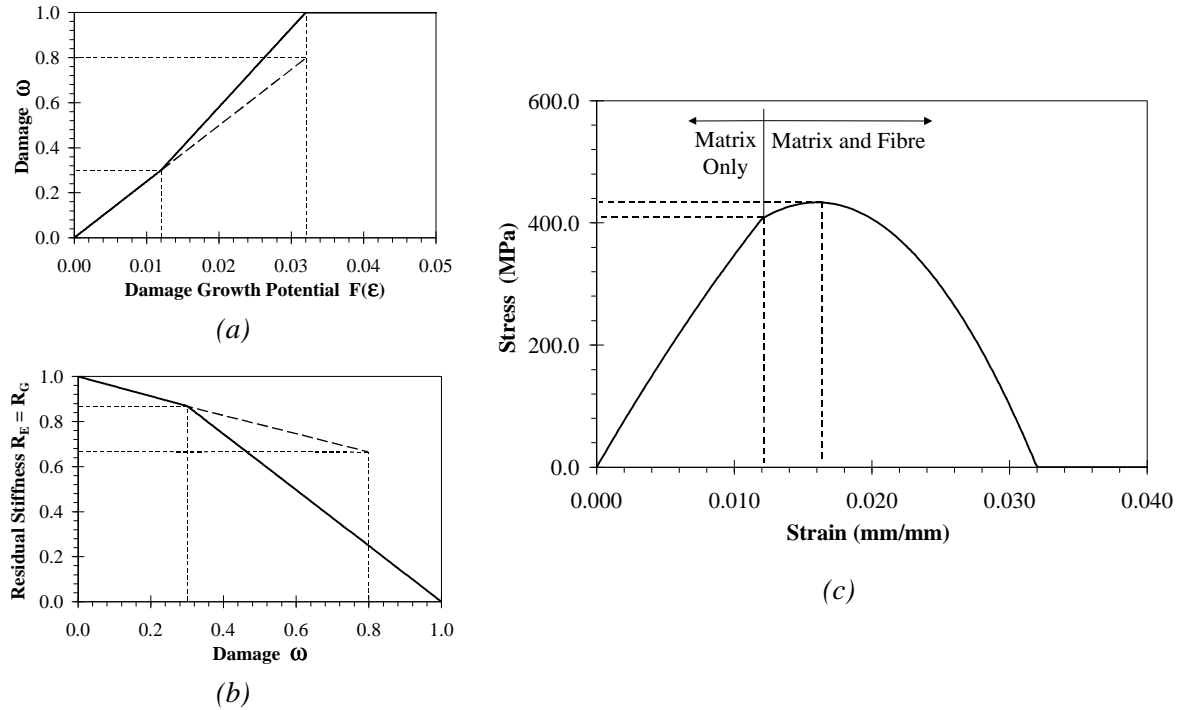 1.0
0.8
0.6
0.4
0.2
0.0
Damage ω
0.00 0.01 0.02 0.03 0.04 0.05
Damage Growth Potential F(ε)
(a)
1.0
0.8
0.6
0.4
0.2
0.0
Residual Stiffness R_E = R_G
0.0 0.2 0.4 0.6 0.8 1.0
Damage ω
(b)
600.0
400.0
200.0
0.0
Stress (MPa)
Matrix Only
Matrix and Fibre
0.000 0.010 0.020 0.030 0.040
Strain (mm/mm)
(c)